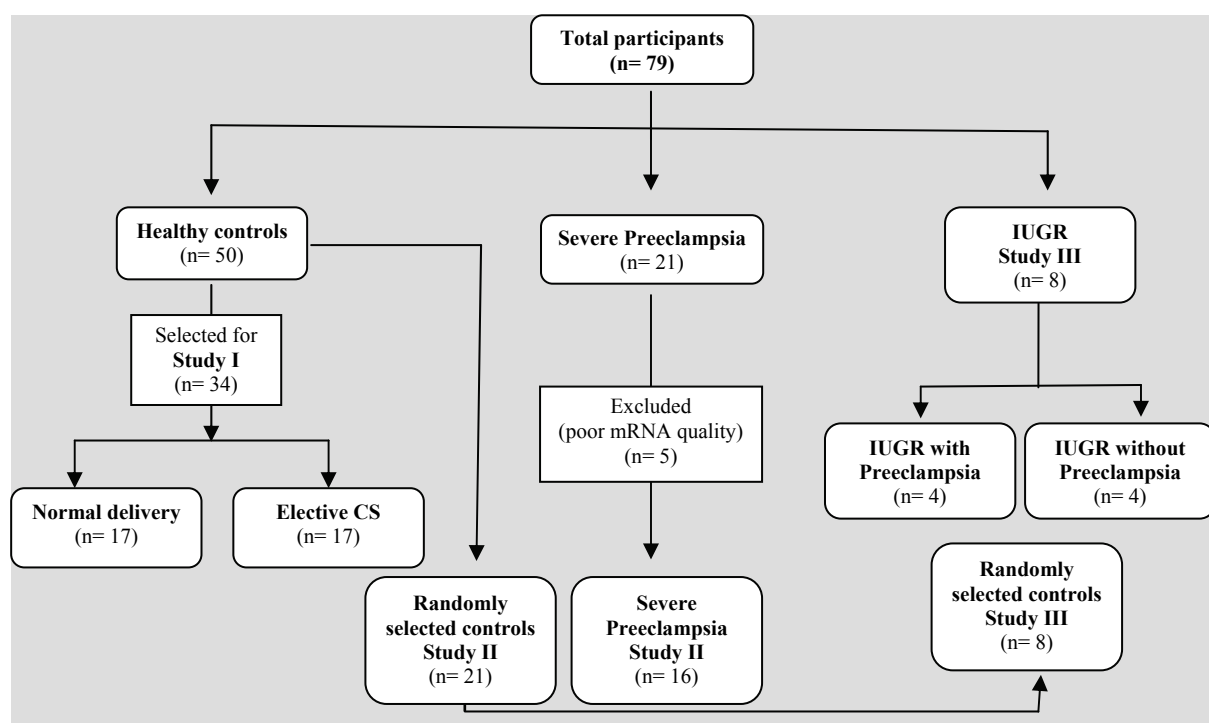 Total participants
(n= 79)
Healthy controls
(n= 50)
Severe Preeclampsia
(n= 21)
IUGR
Study III
(n= 8)
Selected for
Study I
(n= 34)
Excluded
(poor mRNA quality)
(n= 5)
IUGR with
Preeclampsia
(n= 4)
IUGR without
Preeclampsia
(n= 4)
Normal delivery
(n= 17)
Elective CS
(n= 17)
Randomly
selected controls
Study II
(n= 21)
Severe
Preeclampsia
Study II
(n= 16)
Randomly
selected controls
Study III
(n= 8)